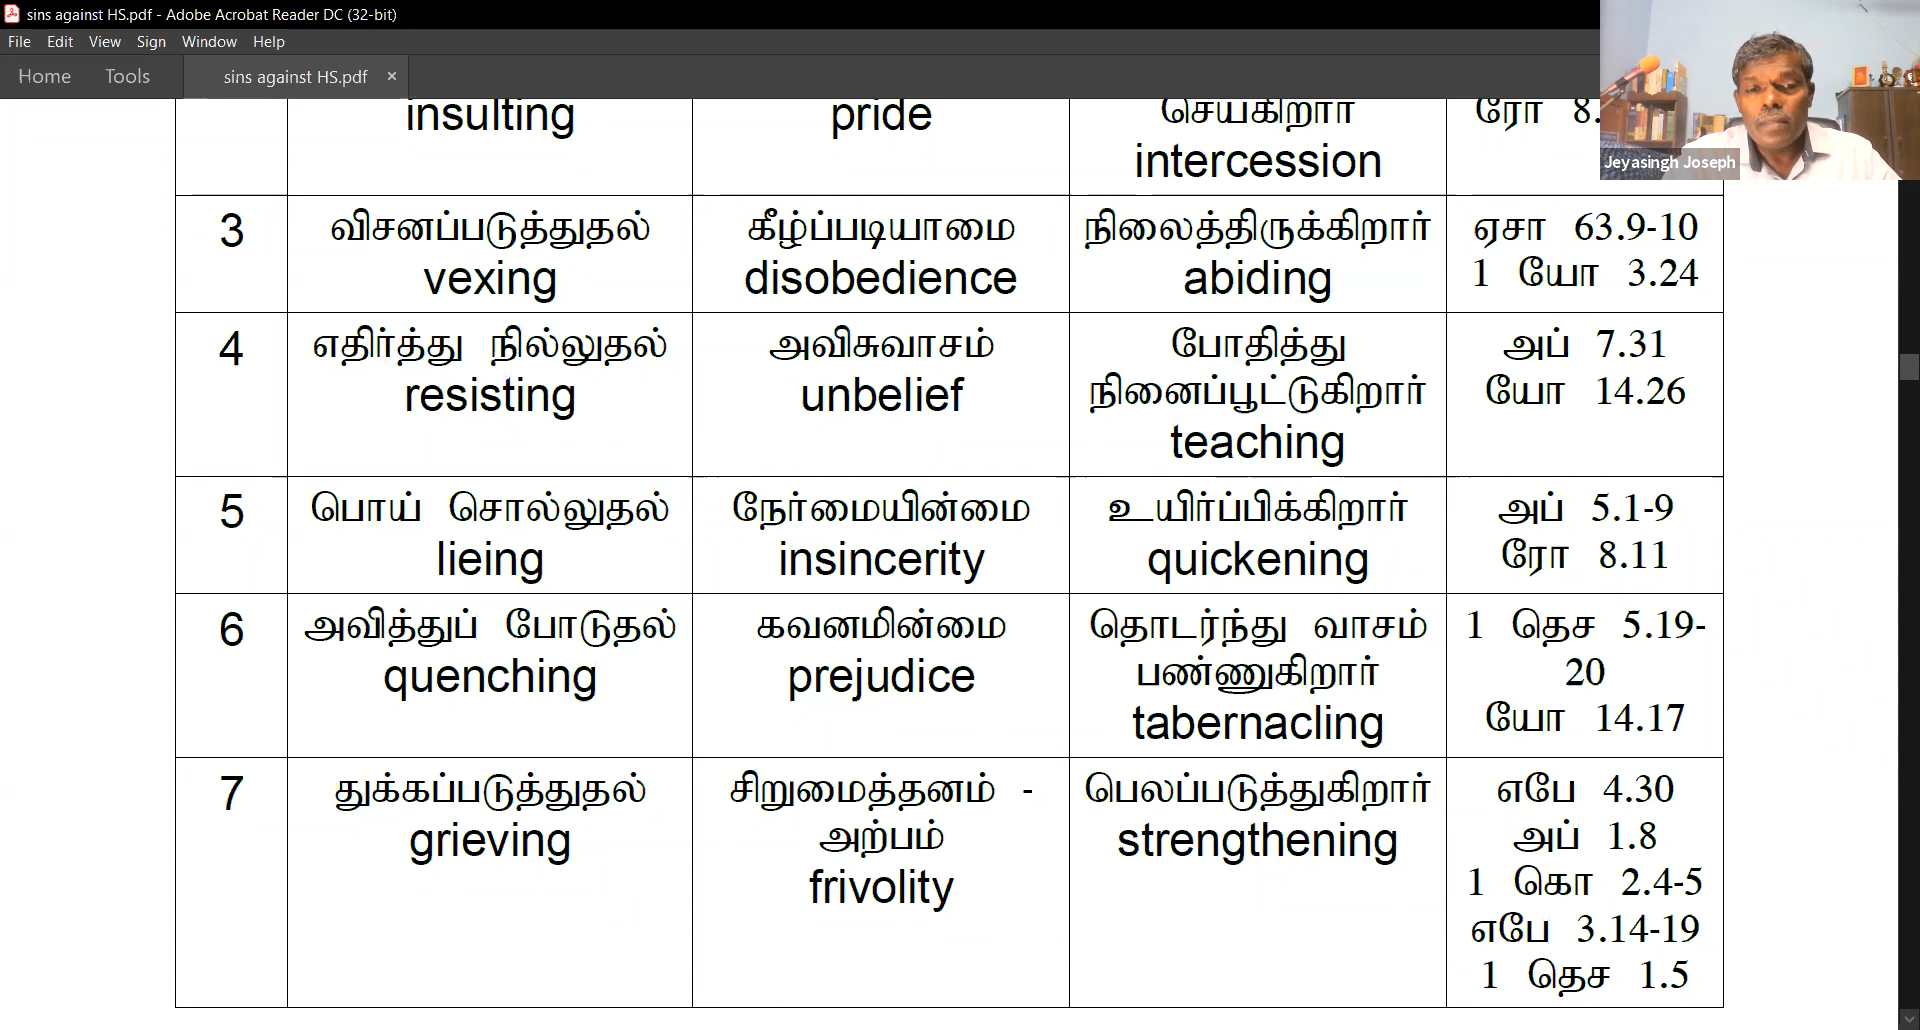 sins against HS.pdf - Adobe Acrobat Reader DC (32-bit)
File Edit View Sign Window Help
Home Tools sins against HS.pdf ×
Jeyasingh Joseph
insulting
pride
செய்கிறார்
intercession
ரோ 8.
3
விசனப்படுத்துதல்
vexing
கீழ்ப்படியாமை
disobedience
நிலைத்திருக்கிறார்
abiding
ஏசா 63.9-10
1 யோ 3.24
4
எதிர்த்து நில்லுதல்
resisting
அவிசுவாசம்
unbelief
போதித்து
நினைப்பூட்டுகிறார்
teaching
அப் 7.31
யோ 14.26
5
பொய் சொல்லுதல்
lieing
நேர்மையின்மை
insincerity
உயிர்ப்பிக்கிறார்
quickening
அப் 5.1-9
ரோ 8.11
6
அவித்துப் போடுதல்
quenching
கவனமின்மை
prejudice
தொடர்ந்து வாசம்
பண்ணுகிறார்
tabernacling
1 தெச 5.19-
20
யோ 14.17
7
துக்கப்படுத்துதல்
grieving
சிறுமைத்தனம் -
அற்பம்
frivolity
பெலப்படுத்துகிறார்
strengthening
எபே 4.30
அப் 1.8
1 கொ 2.4-5
எபே 3.14-19
1 தெச 1.5